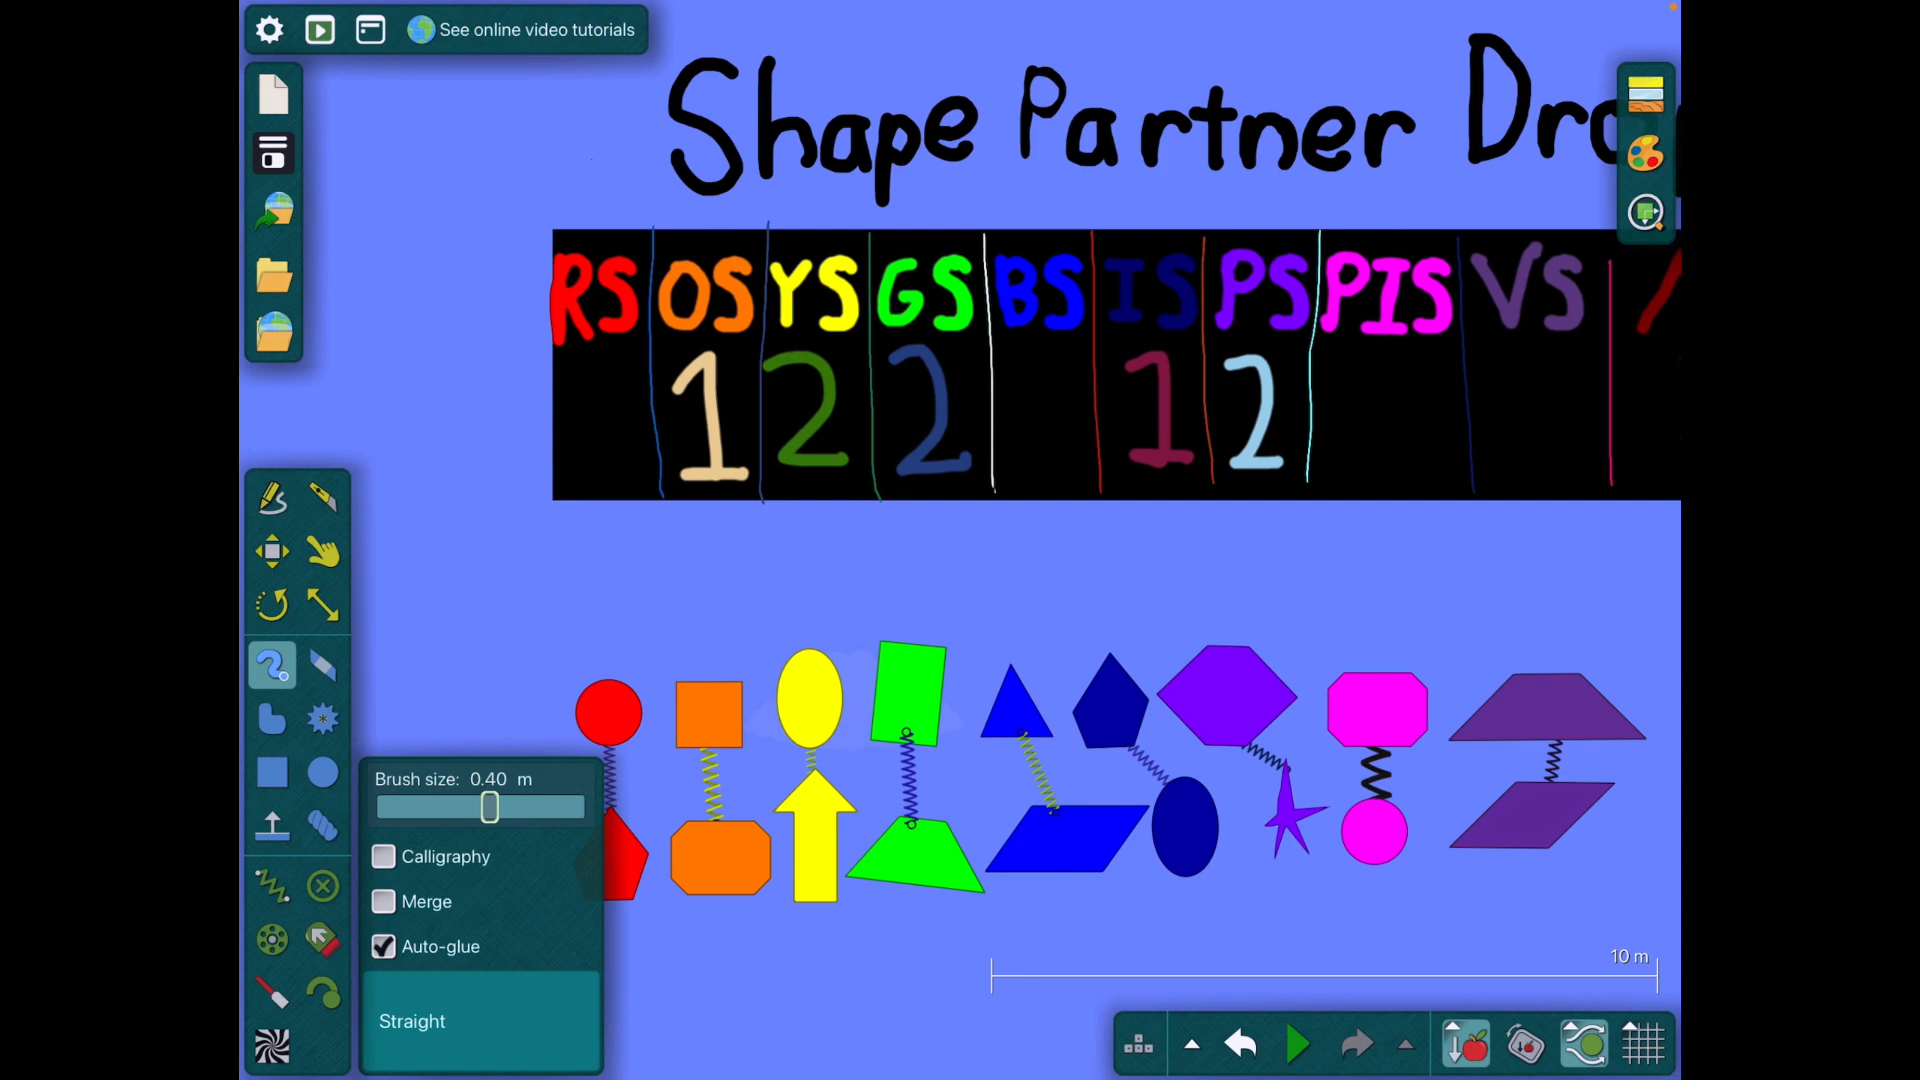 See online video tutorials
Shape Partner Dro
RS OS YS GS BS IS PS PIS VS
1 2 2 1 2
Brush size: 0.40 m
Calligraphy
Merge
Auto-glue
Straight
10 m